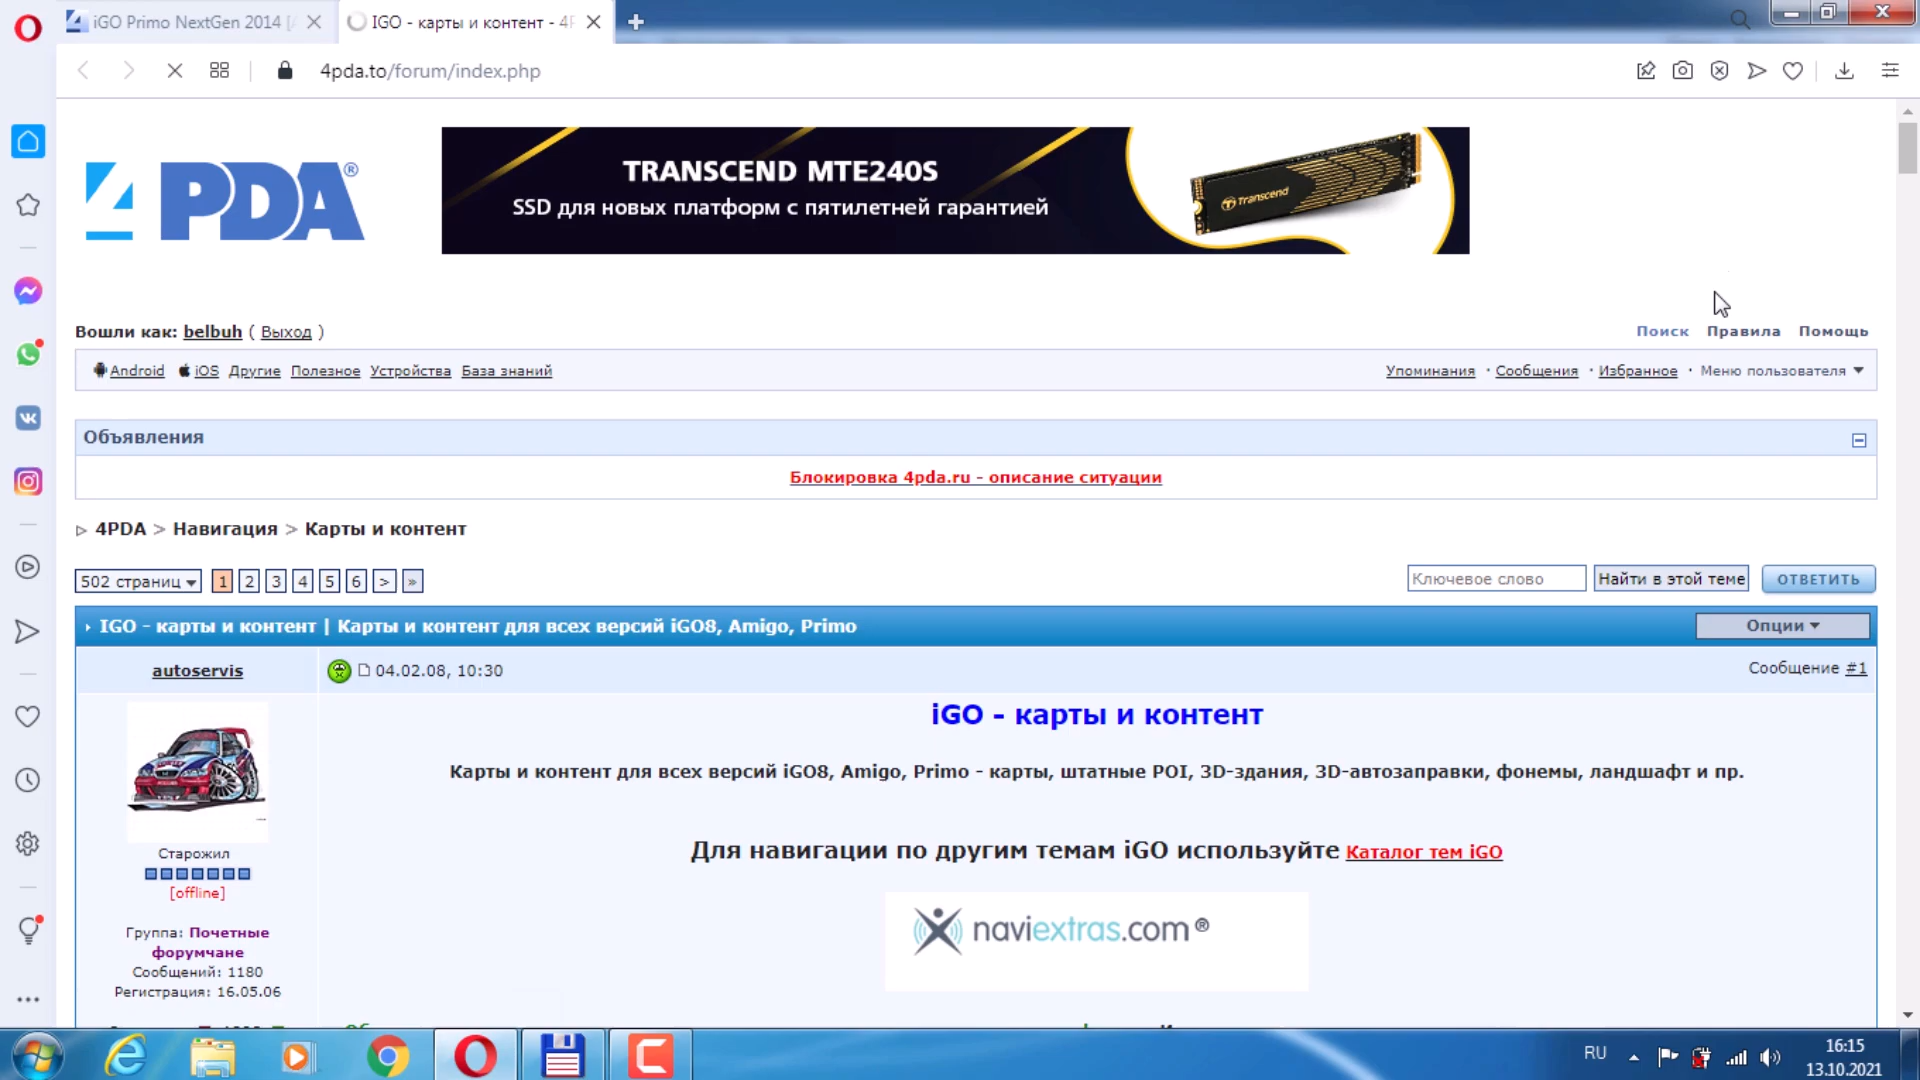 iGO Primo NextGen 2014 [
IGO - карты и контент - 4P
4pda.to/forum/index.php
4PDA®
TRANSCEND MTE240S
SSD для новых платформ с пятилетней гарантией
Transcend
Вошли как: belbuh ( Выход )
Поиск Правила Помощь
Android iOS Другие Полезное Устройства База знаний
Упоминания · Сообщения · Избранное · Меню пользователя
Объявления
Блокировка 4pda.ru - описание ситуации
4PDA > Навигация > Карты и контент
502 страниц 1 2 3 4 5 6 > »
Ключевое слово Найти в этой теме ОТВЕТИТЬ
IGO - карты и контент | Карты и контент для всех версий iGO8, Amigo, Primo
Опции
autoservis
04.02.08, 10:30
Сообщение #1
iGO - карты и контент
Карты и контент для всех версий iGO8, Amigo, Primo - карты, штатные POI, 3D-здания, 3D-автозаправки, фонемы, ландшафт и пр.
Для навигации по другим темам iGO используйте Каталог тем iGO
naviextras.com®
Старожил
[offline]
Группа: Почетные
форумчане
Сообщений: 1180
Регистрация: 16.05.06
RU
16:15
13.10.2021